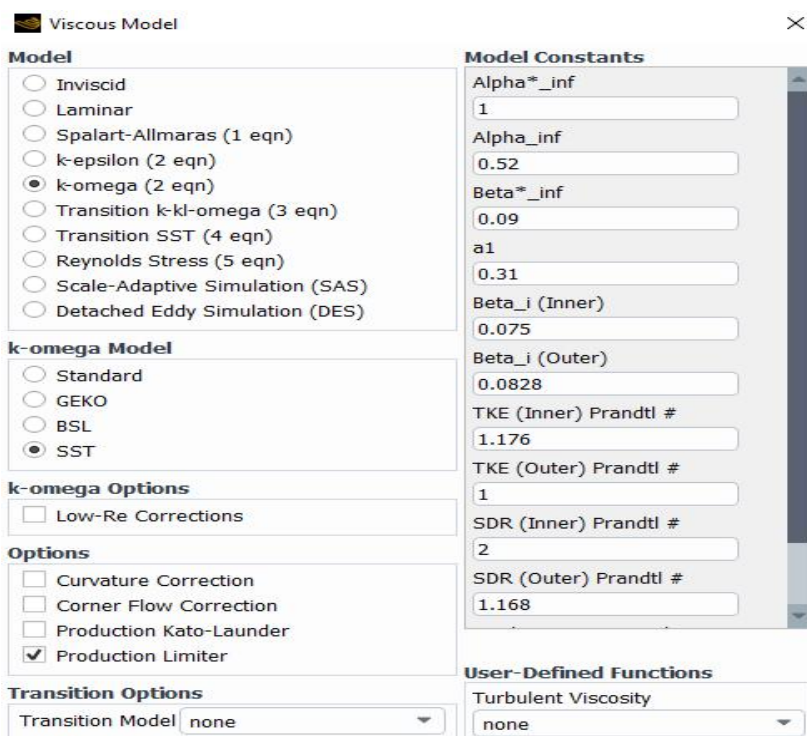 Viscous Model
Model
Inviscid
Laminar
Spalart-Allmaras (1 eqn)
k-epsilon (2 eqn)
k-omega (2 eqn)
Transition k-kl-omega (3 eqn)
Transition SST (4 eqn)
Reynolds Stress (5 eqn)
Scale-Adaptive Simulation (SAS)
Detached Eddy Simulation (DES)
k-omega Model
Standard
GEKO
BSL
SST
k-omega Options
Low-Re Corrections
Options
Curvature Correction
Corner Flow Correction
Production Kato-Launder
Production Limiter
Transition Options
Transition Model none
Model Constants
Alpha*_inf
1
Alpha_inf
0.52
Beta*_inf
0.09
a1
0.31
Beta_i (Inner)
0.075
Beta_i (Outer)
0.0828
TKE (Inner) Prandtl #
1.176
TKE (Outer) Prandtl #
1
SDR (Inner) Prandtl #
2
SDR (Outer) Prandtl #
1.168
User-Defined Functions
Turbulent Viscosity
none